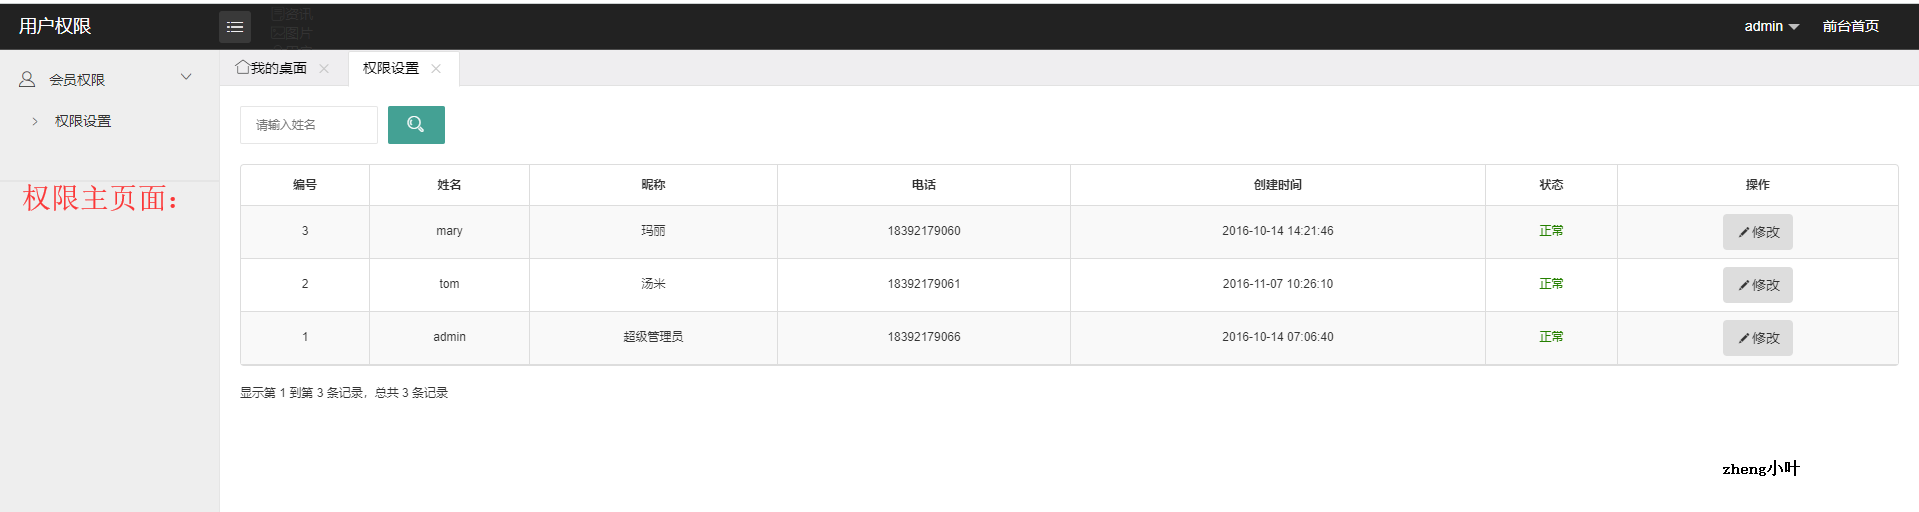 用户权限
资讯
图片
admin
前台首页
会员权限
权限设置
我的桌面
权限设置
请输入姓名
权限主页面：
编号 姓名 昵称 电话 创建时间 状态 操作
3 mary 玛丽 18392179060 2016-10-14 14:21:46 正常 修改
2 tom 汤米 18392179061 2016-11-07 10:26:10 正常 修改
1 admin 超级管理员 18392179066 2016-10-14 07:06:40 正常 修改
显示第 1 到第 3 条记录，总共 3 条记录
zheng小叶